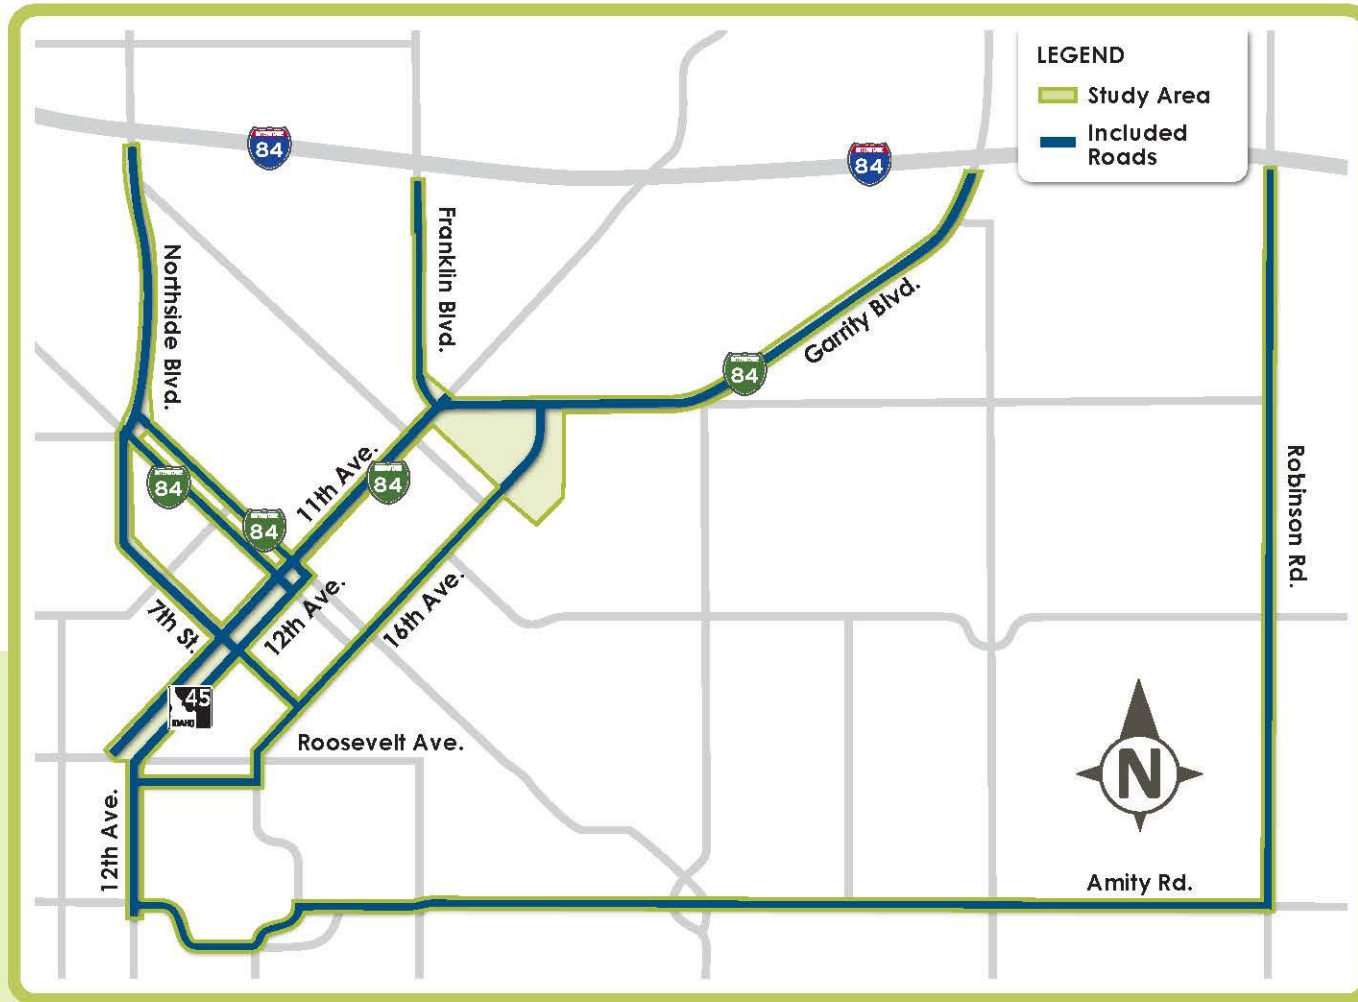 LEGEND
Study Area
Included
Roads
84
84
Northside Blvd.
Franklin Blvd.
Garrity Blvd.
84
11th Ave.
84
84
84
Robinson Rd.
7th St.
12th Ave.
16th Ave.
45
IDAHO
Roosevelt Ave.
N
12th Ave.
Amity Rd.